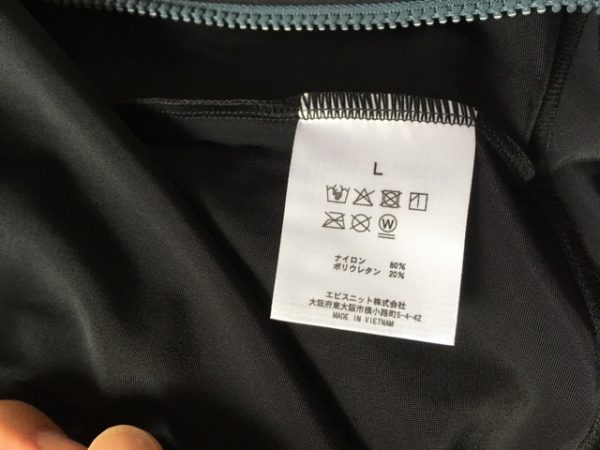 L
W
ナイロン 80%
ポリウレタン 20%
エビスニット株式会社
大阪府東大阪市横小路町5-4-42
MADE IN VIETNAM